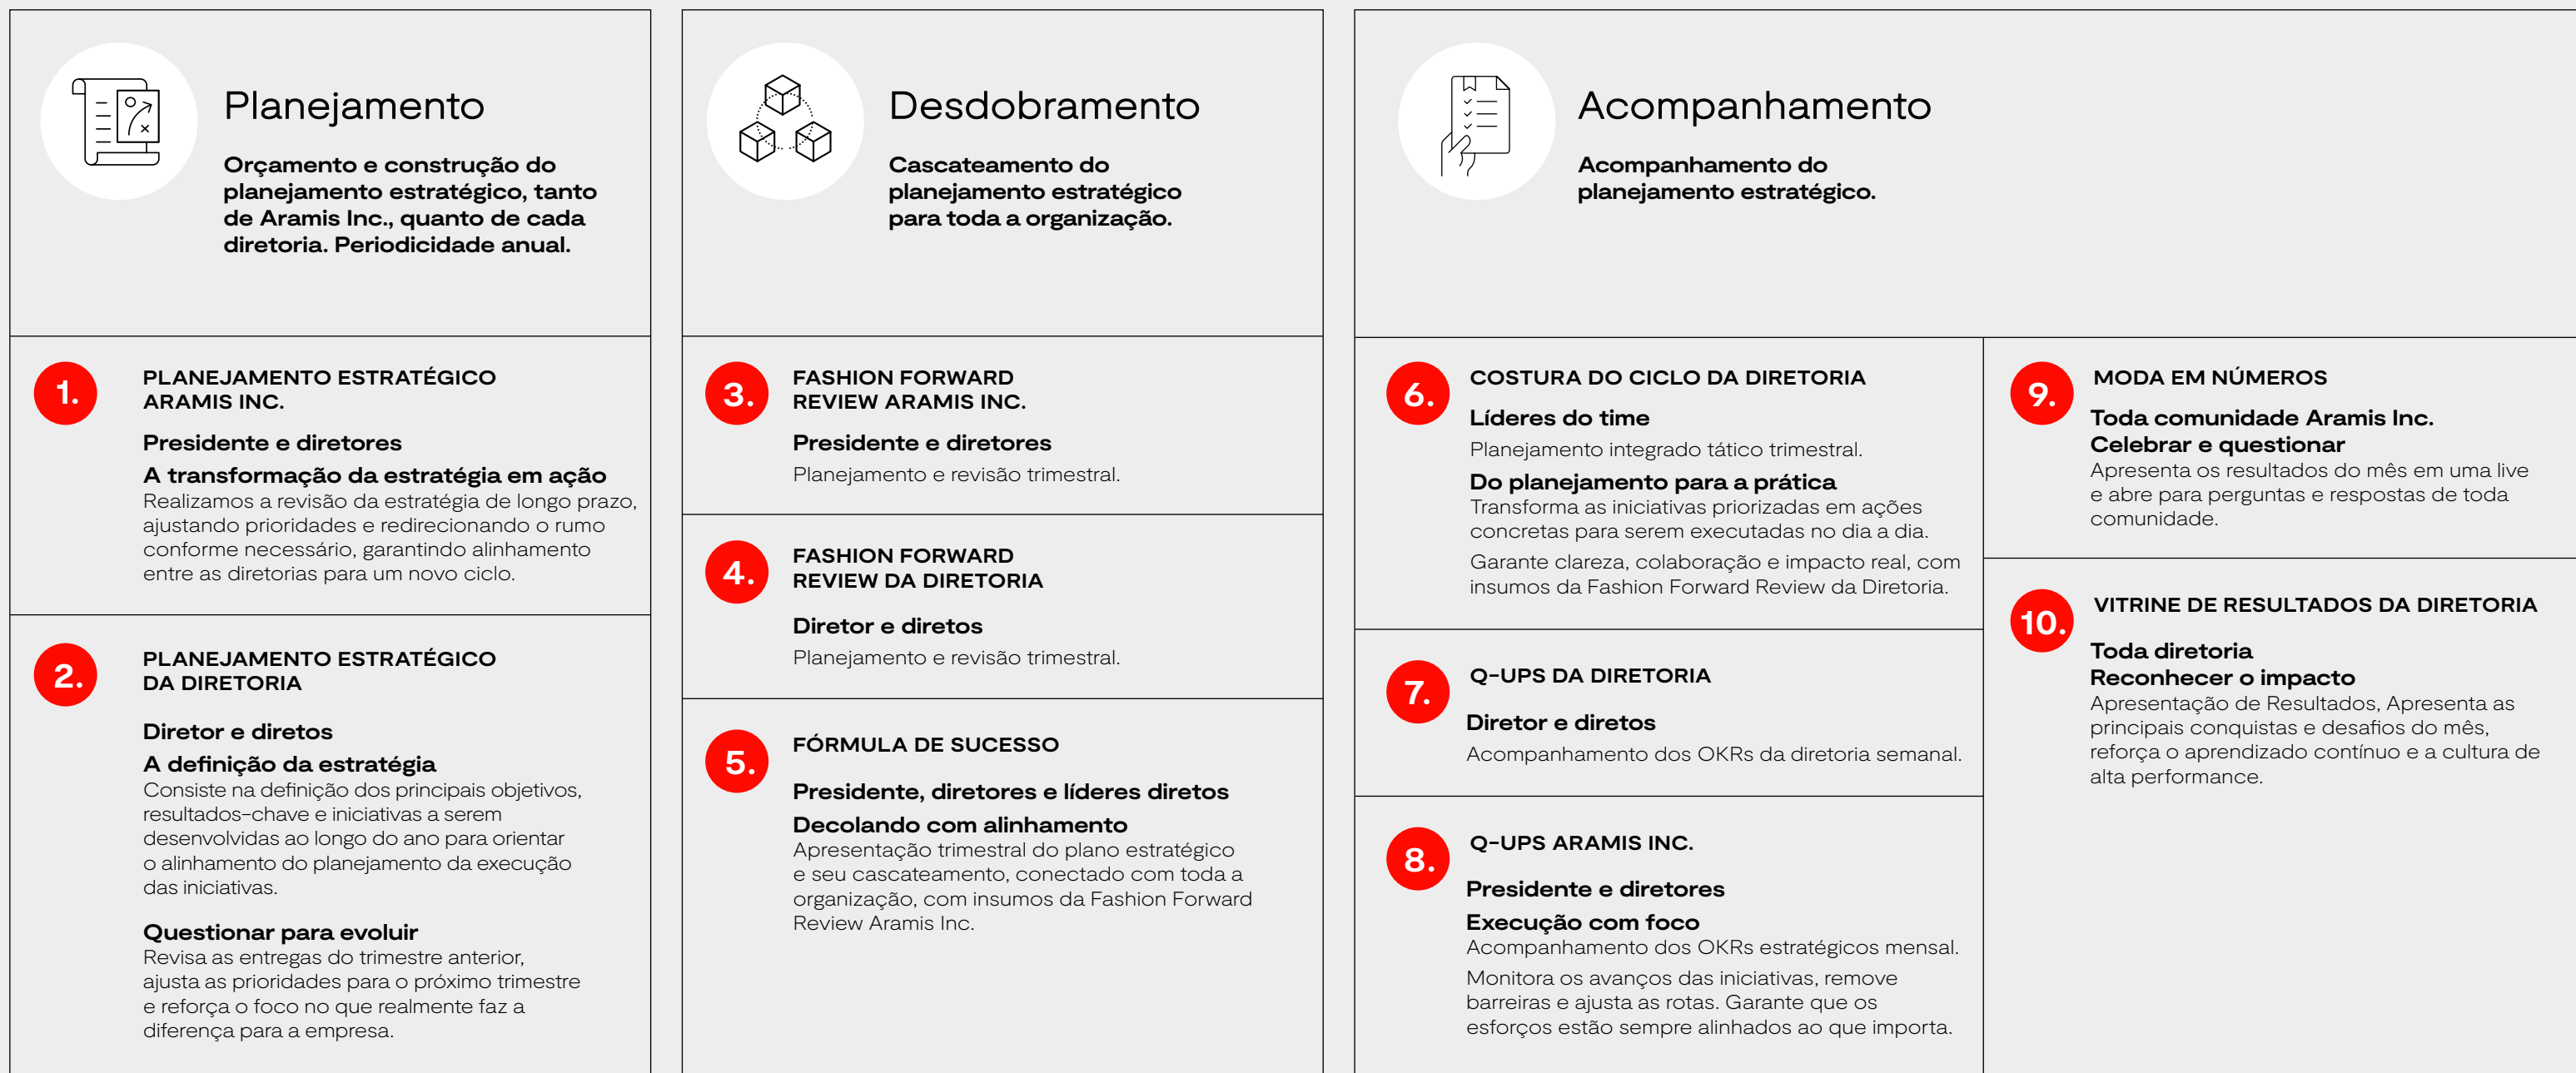 Planejamento
Orçamento e construção do
planejamento estratégico, tanto
de Aramis Inc., quanto de cada
diretoria. Periodicidade anual.
1.
PLANEJAMENTO ESTRATÉGICO
ARAMIS INC.
Presidente e diretores
A transformação da estratégia em ação
Realizamos a revisão da estratégia de longo prazo,
ajustando prioridades e redirecionando o rumo
conforme necessário, garantindo alinhamento
entre as diretorias para um novo ciclo.
2.
PLANEJAMENTO ESTRATÉGICO
DA DIRETORIA
Diretor e diretos
A definição da estratégia
Consiste na definição dos principais objetivos,
resultados-chave e iniciativas a serem
desenvolvidas ao longo do ano para orientar
o alinhamento do planejamento da execução
das iniciativas.
Questionar para evoluir
Revisa as entregas do trimestre anterior,
ajusta as prioridades para o próximo trimestre
e reforça o foco no que realmente faz a
diferença para a empresa.
Desdobramento
Cascateamento do
planejamento estratégico
para toda a organização.
3.
FASHION FORWARD
REVIEW ARAMIS INC.
Presidente e diretores
Planejamento e revisão trimestral.
4.
FASHION FORWARD
REVIEW DA DIRETORIA
Diretor e diretos
Planejamento e revisão trimestral.
5.
FÓRMULA DE SUCESSO
Presidente, diretores e líderes diretos
Decolando com alinhamento
Apresentação trimestral do plano estratégico
e seu cascateamento, conectado com toda a
organização, com insumos da Fashion Forward
Review Aramis Inc.
Acompanhamento
Acompanhamento do
planejamento estratégico.
6.
COSTURA DO CICLO DA DIRETORIA
Líderes do time
Planejamento integrado tático trimestral.
Do planejamento para a prática
Transforma as iniciativas priorizadas em ações
concretas para serem executadas no dia a dia.
Garante clareza, colaboração e impacto real, com
insumos da Fashion Forward Review da Diretoria.
7.
Q-UPS DA DIRETORIA
Diretor e diretos
Acompanhamento dos OKRs da diretoria semanal.
8.
Q-UPS ARAMIS INC.
Presidente e diretores
Execução com foco
Acompanhamento dos OKRs estratégicos mensal.
Monitora os avanços das iniciativas, remove
barreiras e ajusta as rotas. Garante que os
esforços estão sempre alinhados ao que importa.
9.
MODA EM NÚMEROS
Toda comunidade Aramis Inc.
Celebrar e questionar
Apresenta os resultados do mês em uma live
e abre para perguntas e respostas de toda
comunidade.
10.
VITRINE DE RESULTADOS DA DIRETORIA
Toda diretoria
Reconhecer o impacto
Apresentação de Resultados, Apresenta as
principais conquistas e desafios do mês,
reforça o aprendizado contínuo e a cultura de
alta performance.